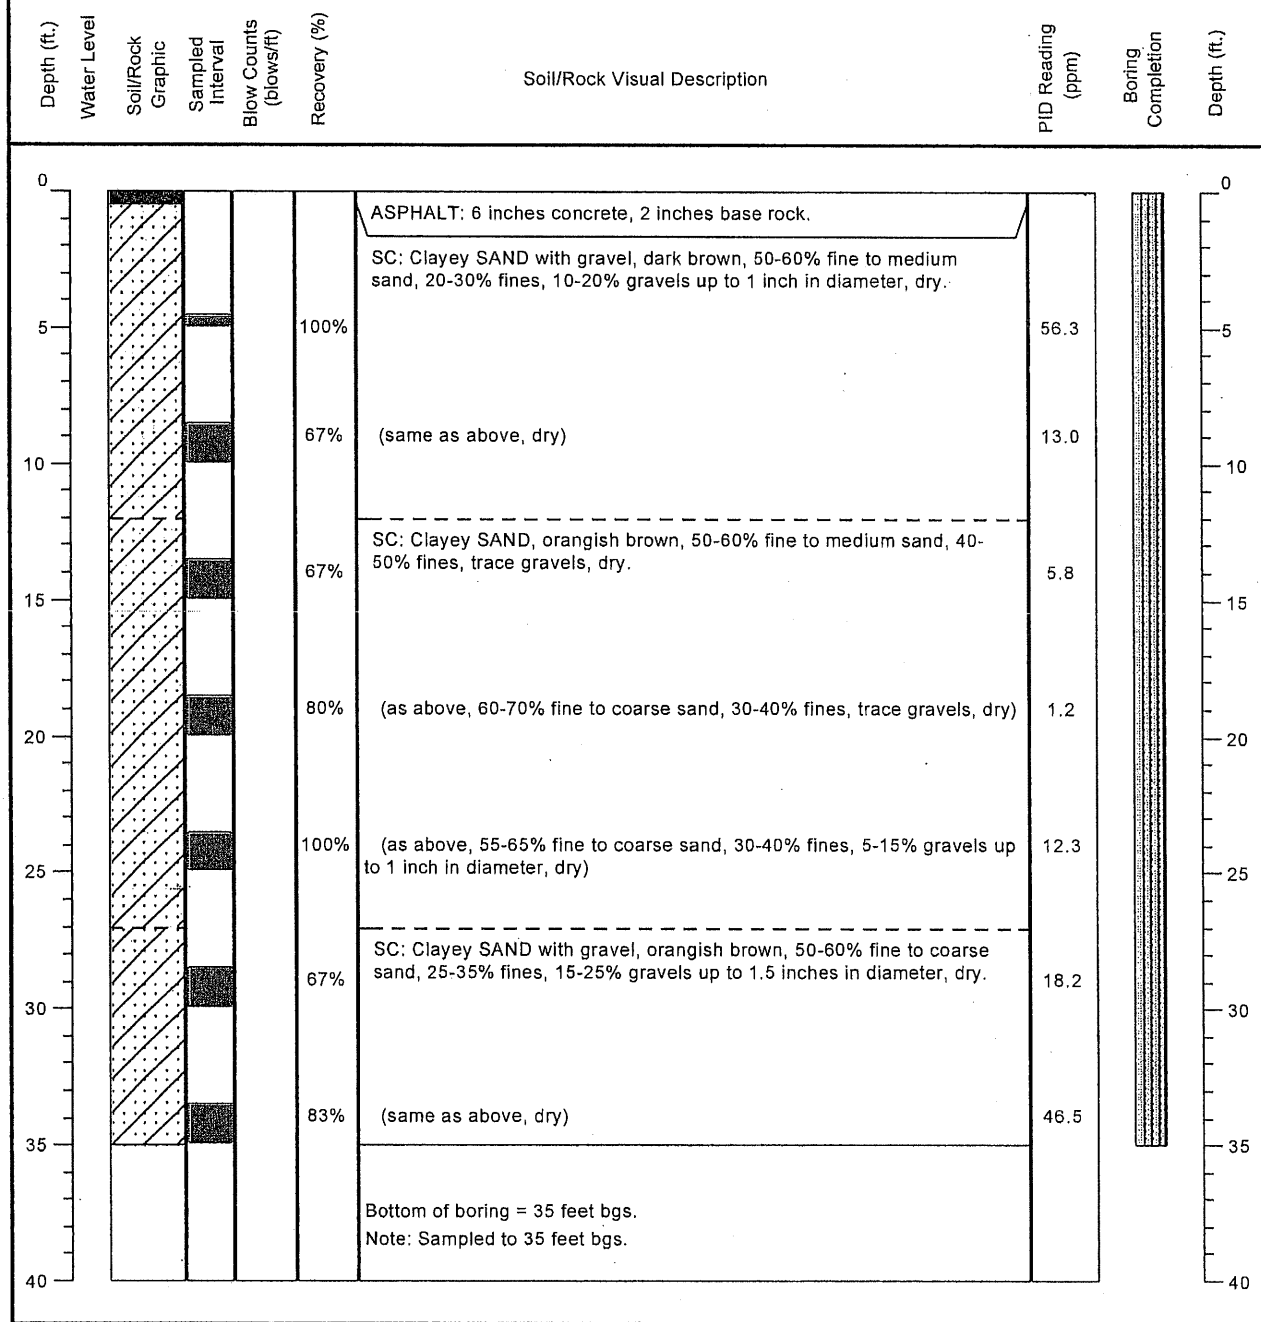 Depth (ft.)
Water Level
Soil/Rock
Graphic
Sampled
Interval
Blow Counts
(blows/ft)
Recovery (%)
Soil/Rock Visual Description
PID Reading
(ppm)
Boring
Completion
Depth (ft.)
0
0
ASPHALT: 6 inches concrete, 2 inches base rock.
SC: Clayey SAND with gravel, dark brown, 50-60% fine to medium
sand, 20-30% fines, 10-20% gravels up to 1 inch in diameter, dry.
5
100%
56.3
5
67%
(same as above, dry)
13.0
10
10
SC: Clayey SAND, orangish brown, 50-60% fine to medium sand, 40-
50% fines, trace gravels, dry.
67%
5.8
15
15
80%
(as above, 60-70% fine to coarse sand, 30-40% fines, trace gravels, dry)
1.2
20
20
100%
(as above, 55-65% fine to coarse sand, 30-40% fines, 5-15% gravels up
to 1 inch in diameter, dry)
12.3
25
25
SC: Clayey SAND with gravel, orangish brown, 50-60% fine to coarse
sand, 25-35% fines, 15-25% gravels up to 1.5 inches in diameter, dry.
67%
18.2
30
30
83%
(same as above, dry)
46.5
35
35
Bottom of boring = 35 feet bgs.
Note: Sampled to 35 feet bgs.
40
40